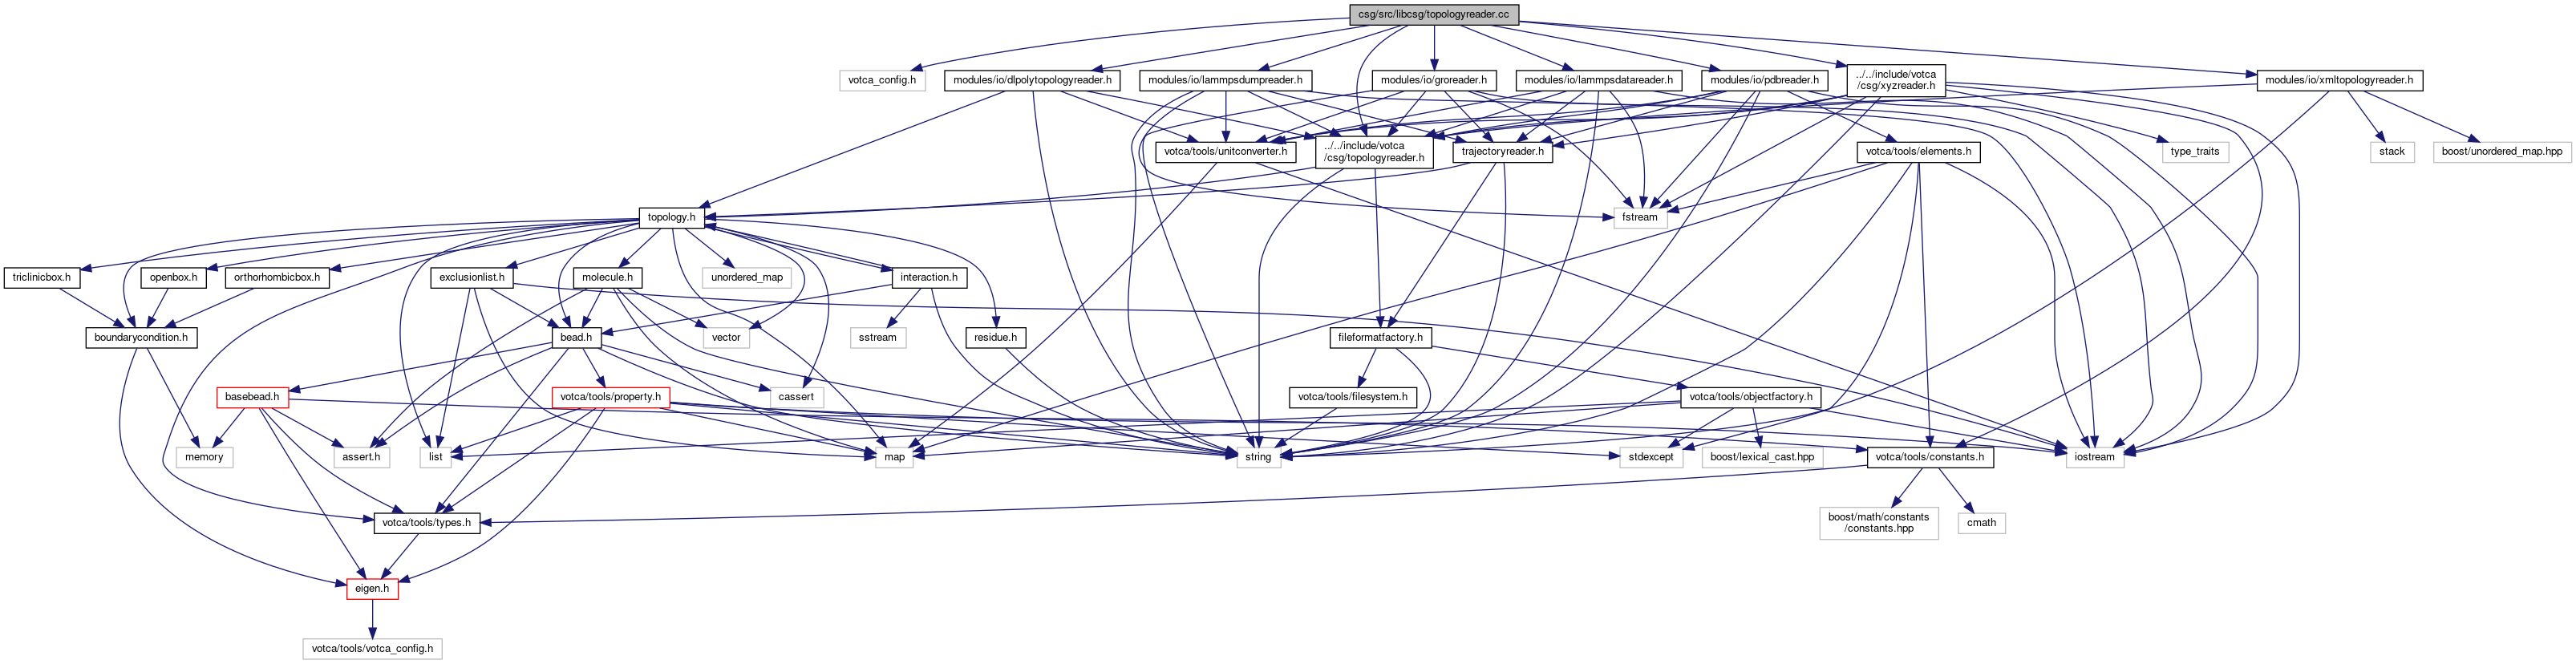 csg/src/libcsg/topologyreader.cc
votca_config.h
modules/io/dlpolytopologyreader.h
modules/io/lammpsdumpreader.h
modules/io/groreader.h
modules/io/lammpsdatareader.h
modules/io/pdbreader.h
../../include/votca
/csg/xyzreader.h
modules/io/xmltopologyreader.h
votca/tools/unitconverter.h
../../include/votca
/csg/topologyreader.h
trajectoryreader.h
votca/tools/elements.h
type_traits
stack
boost/unordered_map.hpp
topology.h
fstream
triclinicbox.h
openbox.h
orthorhombicbox.h
exclusionlist.h
molecule.h
unordered_map
interaction.h
boundarycondition.h
bead.h
vector
sstream
residue.h
fileformatfactory.h
basebead.h
votca/tools/property.h
cassert
votca/tools/filesystem.h
votca/tools/objectfactory.h
memory
assert.h
list
map
string
stdexcept
boost/lexical_cast.hpp
votca/tools/constants.h
iostream
votca/tools/types.h
boost/math/constants
/constants.hpp
cmath
eigen.h
votca/tools/votca_config.h